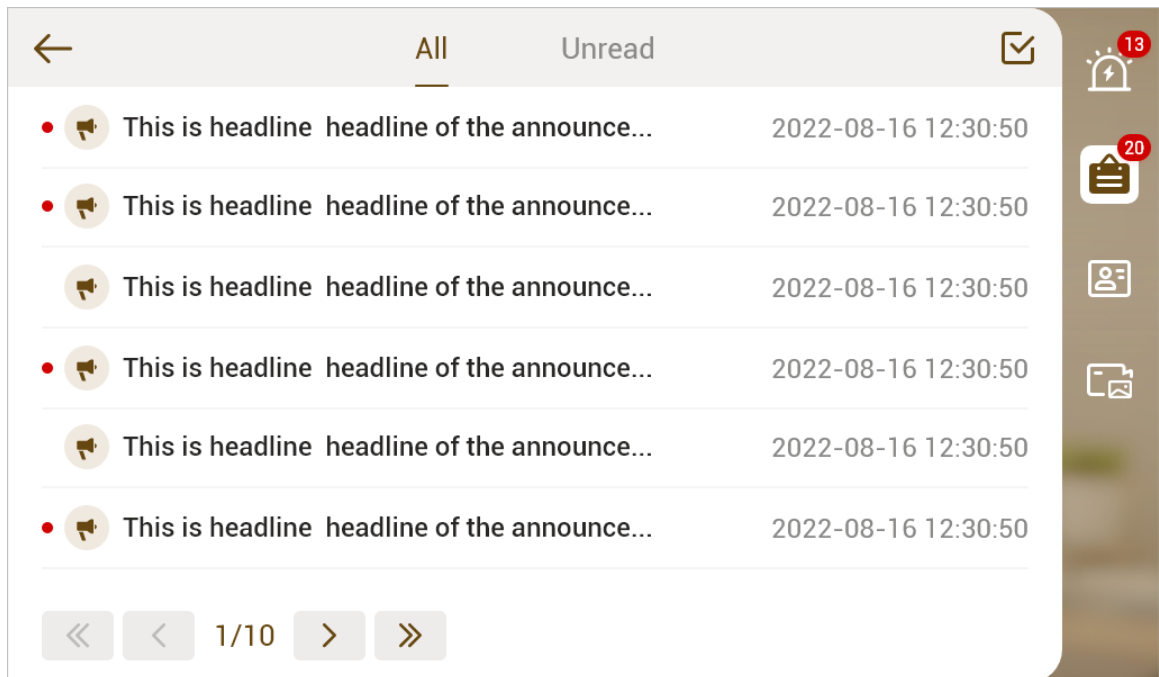 All Unread
13
20
This is headline  headline of the announce... 2022-08-16 12:30:50
This is headline  headline of the announce... 2022-08-16 12:30:50
This is headline  headline of the announce... 2022-08-16 12:30:50
This is headline  headline of the announce... 2022-08-16 12:30:50
This is headline  headline of the announce... 2022-08-16 12:30:50
This is headline  headline of the announce... 2022-08-16 12:30:50
1/10